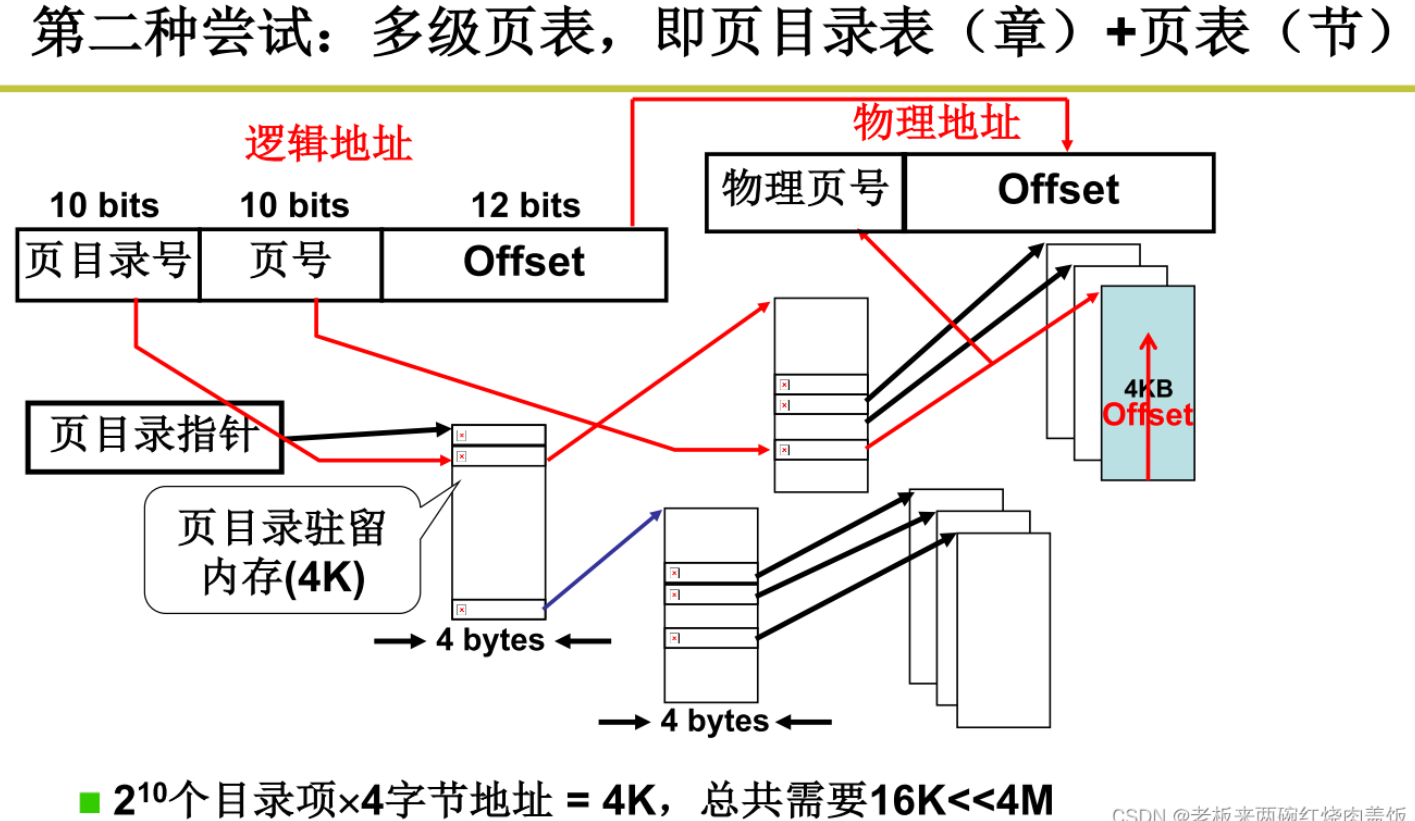 第二种尝试：多级页表，即页目录表（章）+页表（节）
逻辑地址
物理地址
10 bits 10 bits 12 bits
页目录号 页号 Offset
物理页号 Offset
页目录指针
4KB
Offset
页目录驻留
内存(4K)
4 bytes
4 bytes
2¹⁰个目录项×4字节地址 = 4K，总共需要16K<<4M
CSDN @老板来两碗红烧肉盖饭